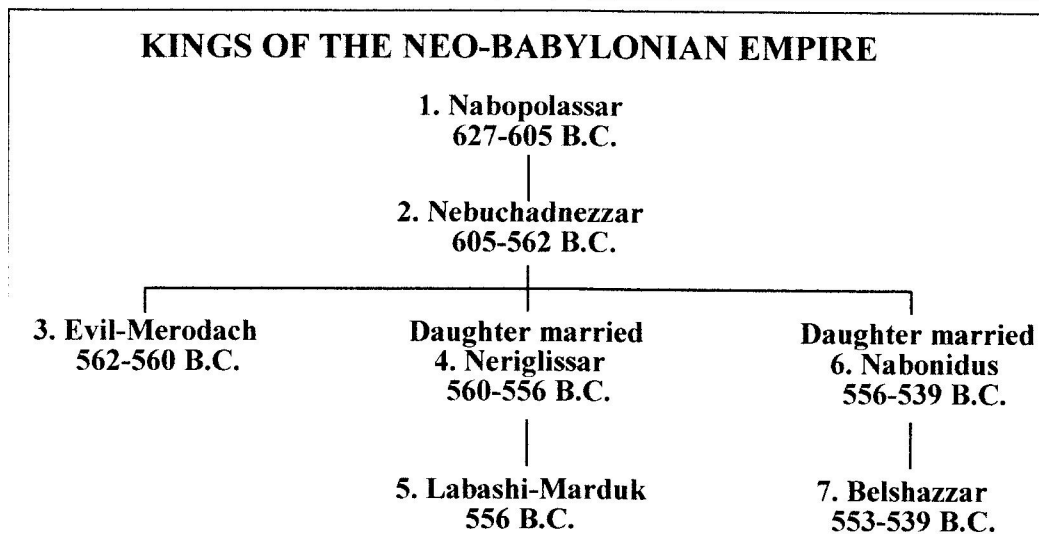 KINGS OF THE NEO-BABYLONIAN EMPIRE
1. Nabopolassar
627-605 B.C.
2. Nebuchadnezzar
605-562 B.C.
3. Evil-Merodach
562-560 B.C.
Daughter married
4. Neriglissar
560-556 B.C.
Daughter married
6. Nabonidus
556-539 B.C.
5. Labashi-Marduk
556 B.C.
7. Belshazzar
553-539 B.C.